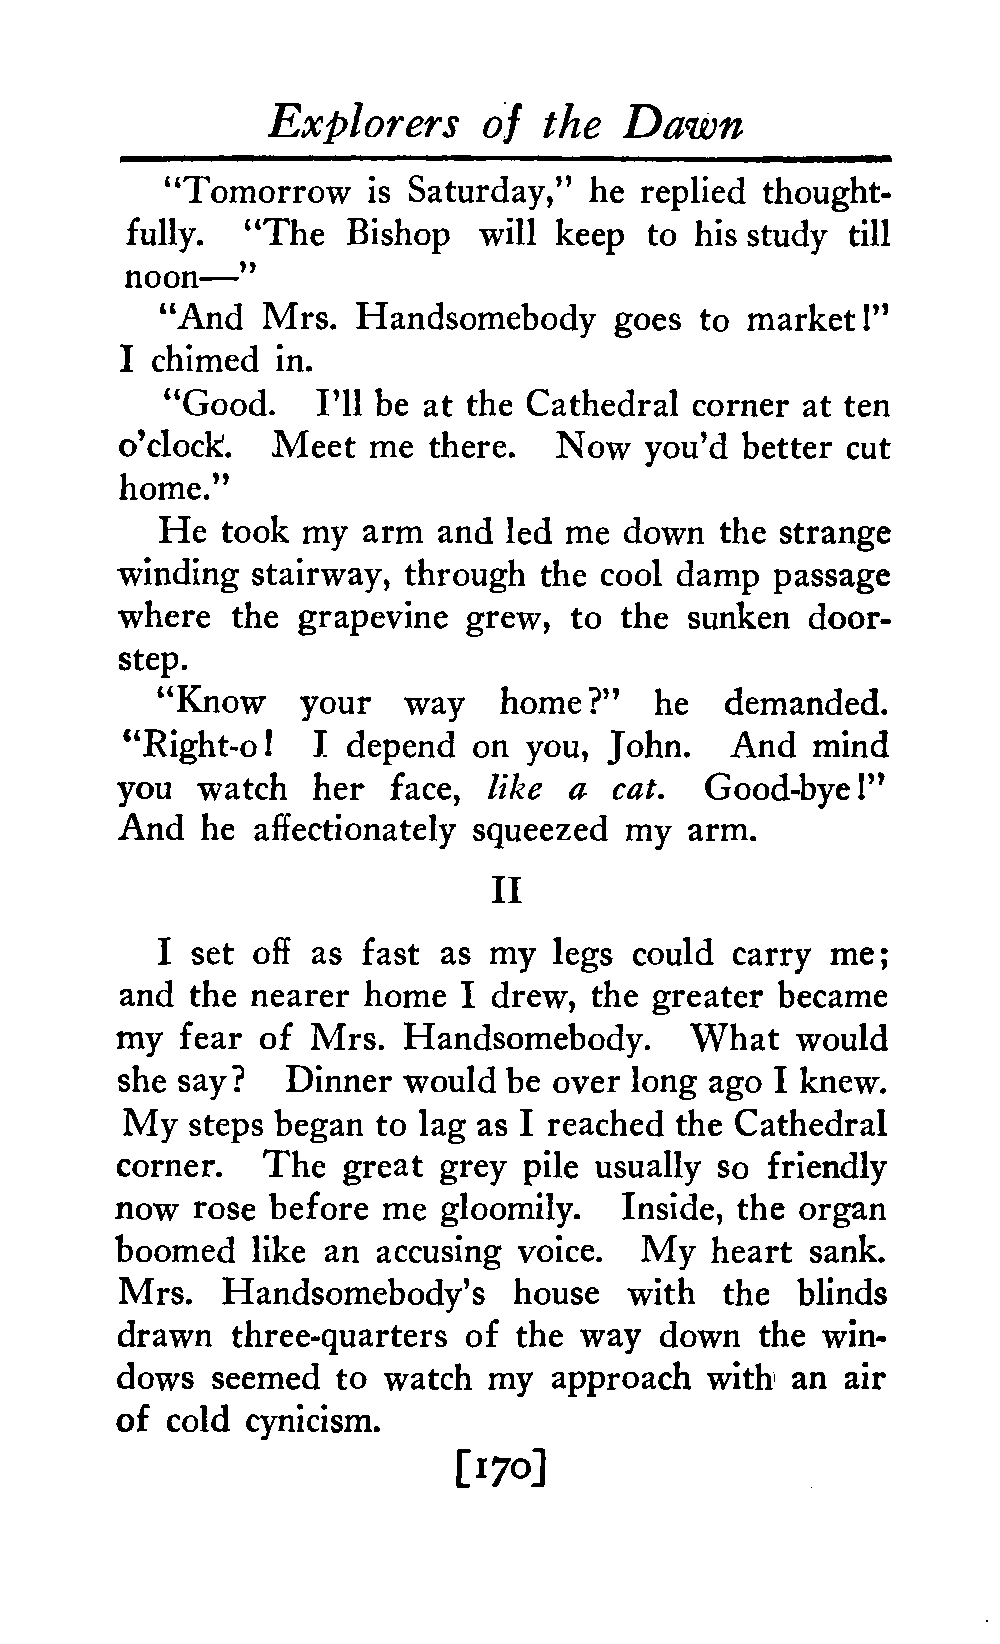 Explorers of the Dawn
"Tomorrow is Saturday," he replied thought-
fully. "The Bishop will keep to his study till
noon—"
"And Mrs. Handsomebody goes to market!"
I chimed in.
"Good. I'll be at the Cathedral corner at ten
o'clock. Meet me there. Now you'd better cut
home."
He took my arm and led me down the strange
winding stairway, through the cool damp passage
where the grapevine grew, to the sunken door-
step.
"Know your way home?" he demanded.
"Right-o! I depend on you, John. And mind
you watch her face, like a cat. Good-bye!"
And he affectionately squeezed my arm.
II
I set off as fast as my legs could carry me;
and the nearer home I drew, the greater became
my fear of Mrs. Handsomebody. What would
she say? Dinner would be over long ago I knew.
My steps began to lag as I reached the Cathedral
corner. The great grey pile usually so friendly
now rose before me gloomily. Inside, the organ
boomed like an accusing voice. My heart sank.
Mrs. Handsomebody's house with the blinds
drawn three-quarters of the way down the win-
dows seemed to watch my approach with an air
of cold cynicism.
[170]